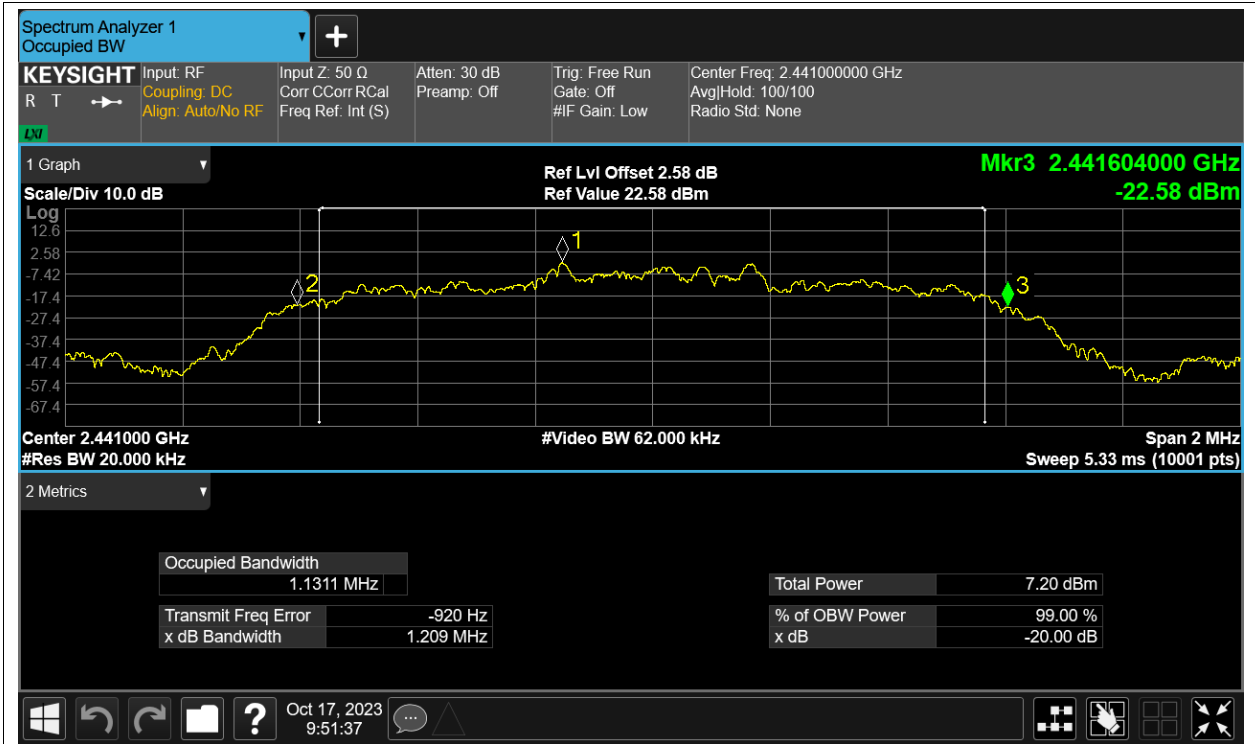 Spectrum Analyzer 1
Occupied BW
KEYSIGHT
R T
LXI
Input: RF
Coupling: DC
Align: Auto/No RF
Input Z: 50 Ω
Corr CCorr RCal
Freq Ref: Int (S)
Atten: 30 dB
Preamp: Off
Trig: Free Run
Gate: Off
#IF Gain: Low
Center Freq: 2.441000000 GHz
Avg|Hold: 100/100
Radio Std: None
1 Graph
Scale/Div 10.0 dB
Ref Lvl Offset 2.58 dB
Ref Value 22.58 dBm
Mkr3 2.441604000 GHz
-22.58 dBm
Log
12.6
2.58
-7.42
-17.4
-27.4
-37.4
-47.4
-57.4
-67.4
1
2
3
Center 2.441000 GHz
#Video BW 62.000 kHz
Span 2 MHz
#Res BW 20.000 kHz
Sweep 5.33 ms (10001 pts)
2 Metrics
Occupied Bandwidth
1.1311 MHz
Total Power 7.20 dBm
Transmit Freq Error -920 Hz
% of OBW Power 99.00 %
x dB Bandwidth 1.209 MHz
x dB -20.00 dB
?
Oct 17, 2023
9:51:37